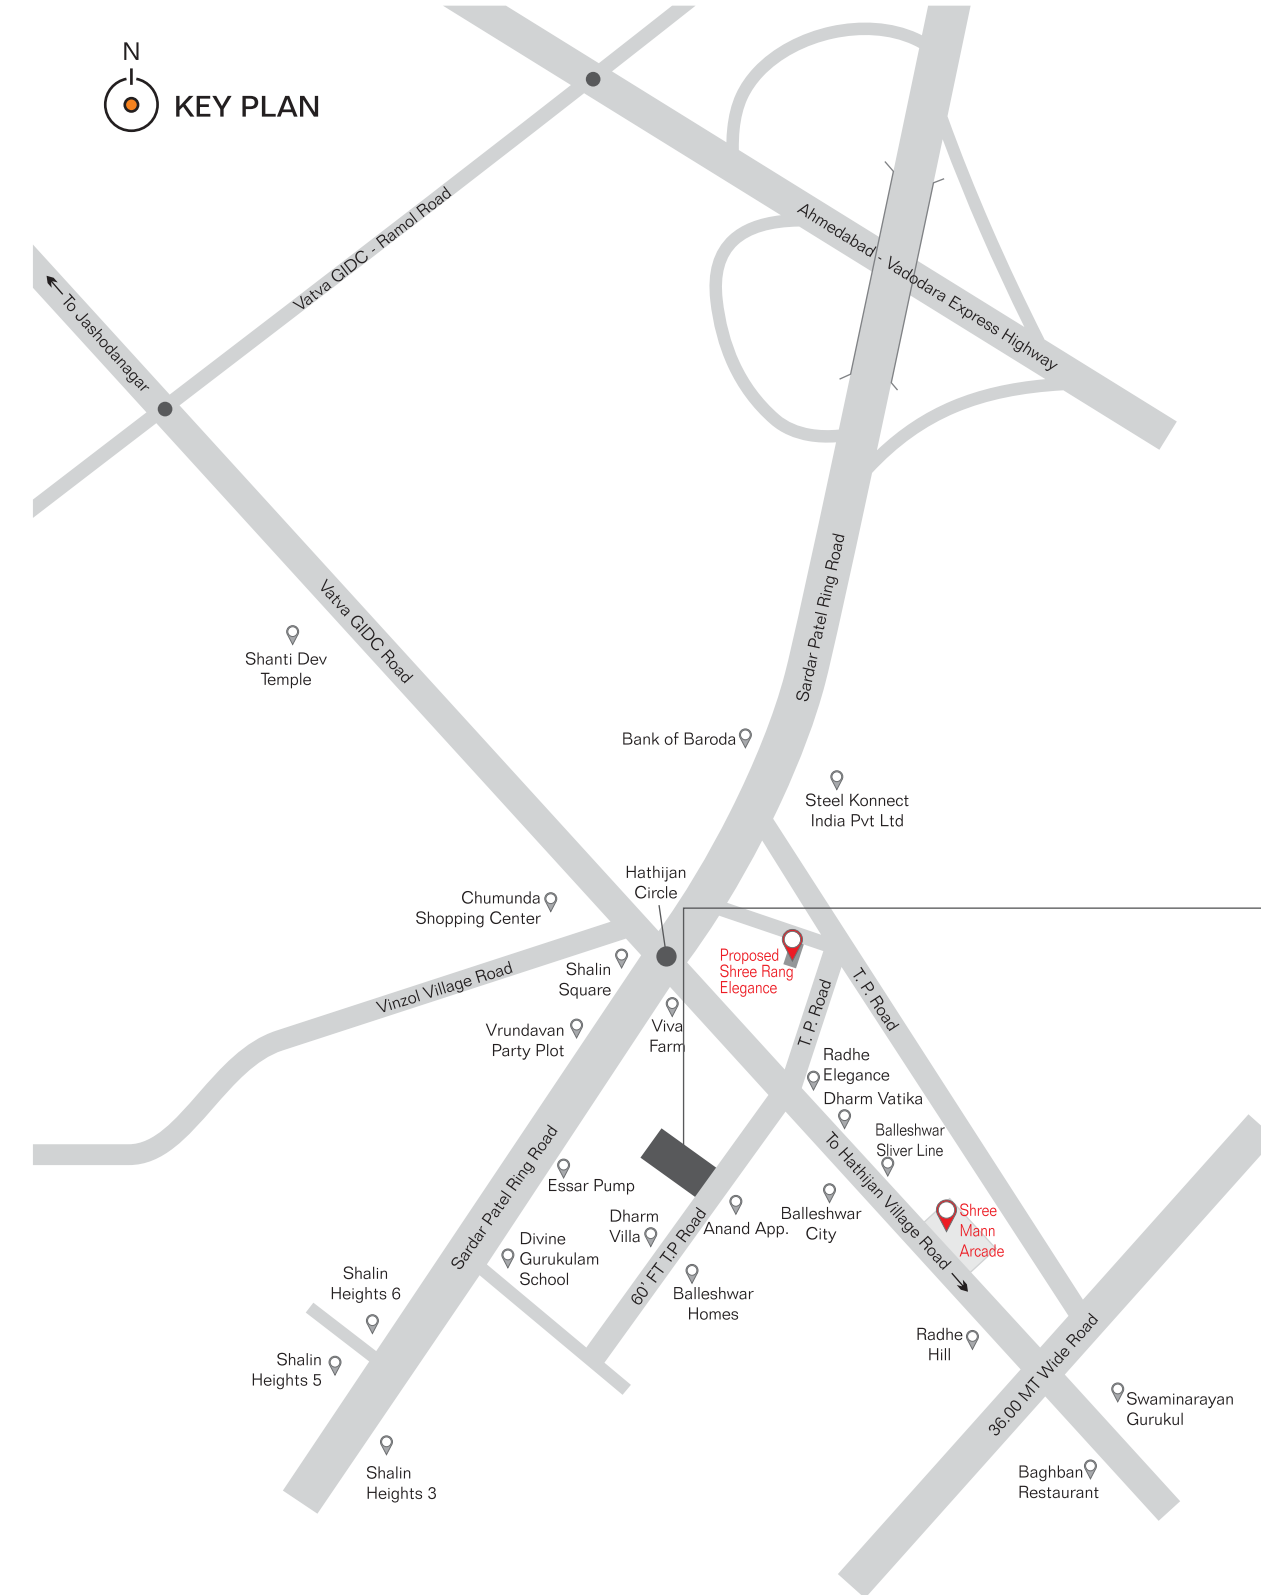 N
KEY PLAN
Vatva GIDC - Ramol Road
Ahmedabad - Vadodara Express Highway
To Jashodanagar
Vatva GIDC Road
Sardar Patel Ring Road
Shanti Dev
Temple
Bank of Baroda
Steel Konnect
India Pvt Ltd
Hathijan
Circle
Chumunda
Shopping Center
Vinzol Village Road
Shalin
Square
Proposed
Shree Rang
Elegance
T. P. Road
T. P. Road
Vrundavan
Party Plot
Viva
Farm
Radhe
Elegance
Dharm Vatika
Balleshwar
Sliver Line
To Hathijan Village Road
Sardar Patel Ring Road
Essar Pump
Dharm
Villa
Anand App.
Balleshwar
City
Shree
Mann
Arcade
Divine
Gurukulam
School
60' FT T.P Road
Balleshwar
Homes
Shalin
Heights 6
Shalin
Heights 5
Radhe
Hill
36.00 MT Wide Road
Swaminarayan
Gurukul
Shalin
Heights 3
Baghban
Restaurant